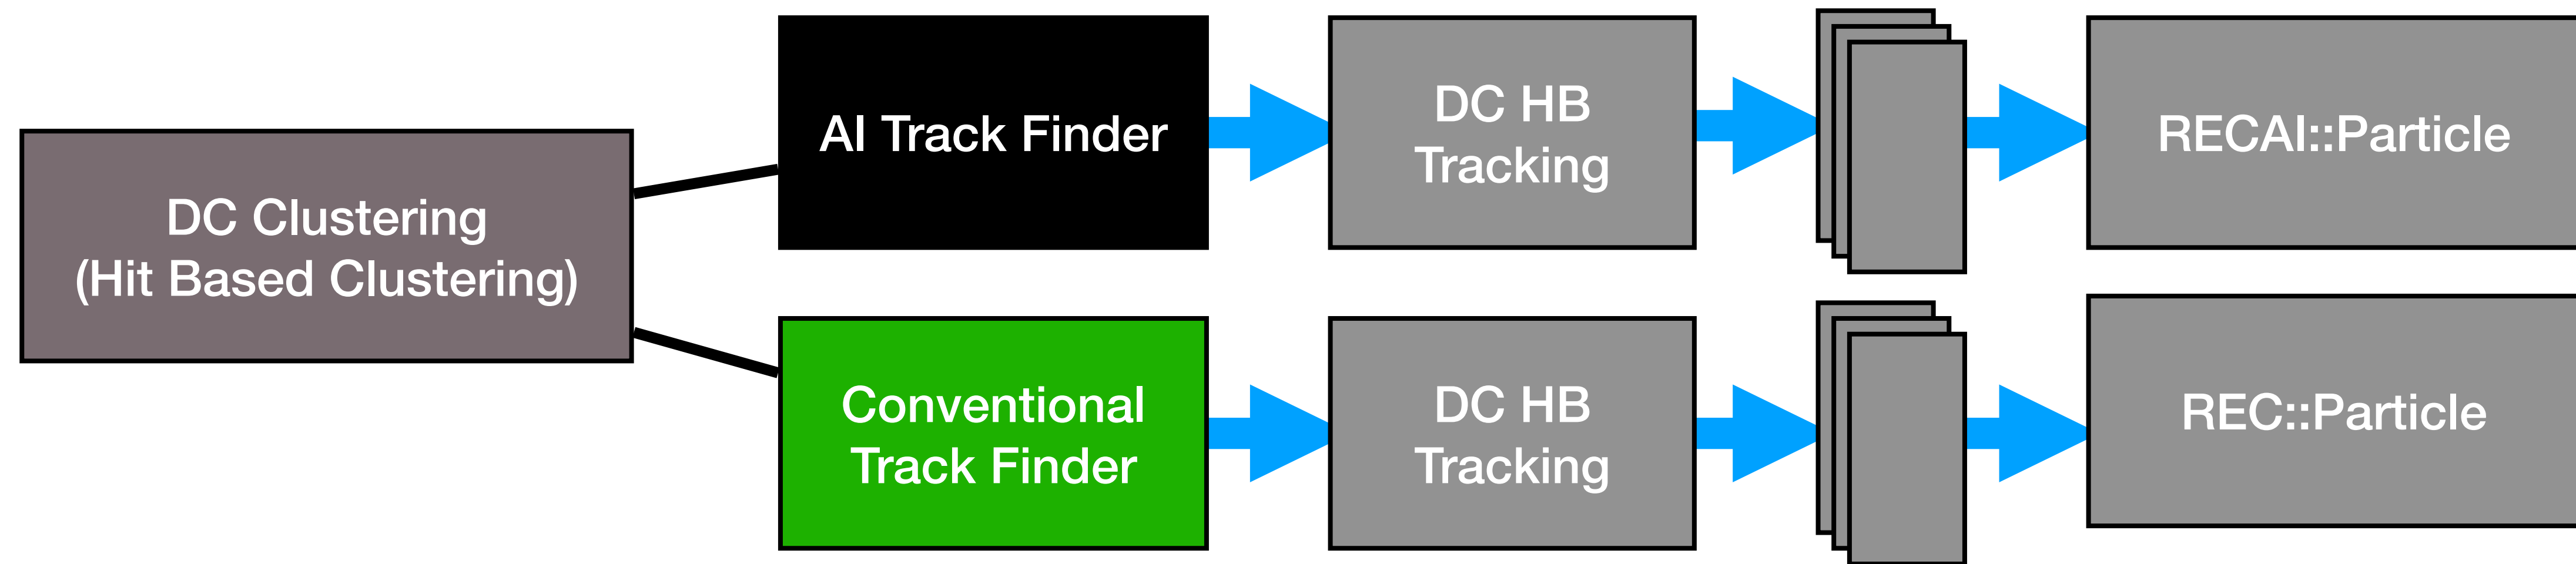 DC Clustering
(Hit Based Clustering)
AI Track Finder
DC HB
Tracking
RECAI::Particle
Conventional
Track Finder
DC HB
Tracking
REC::Particle